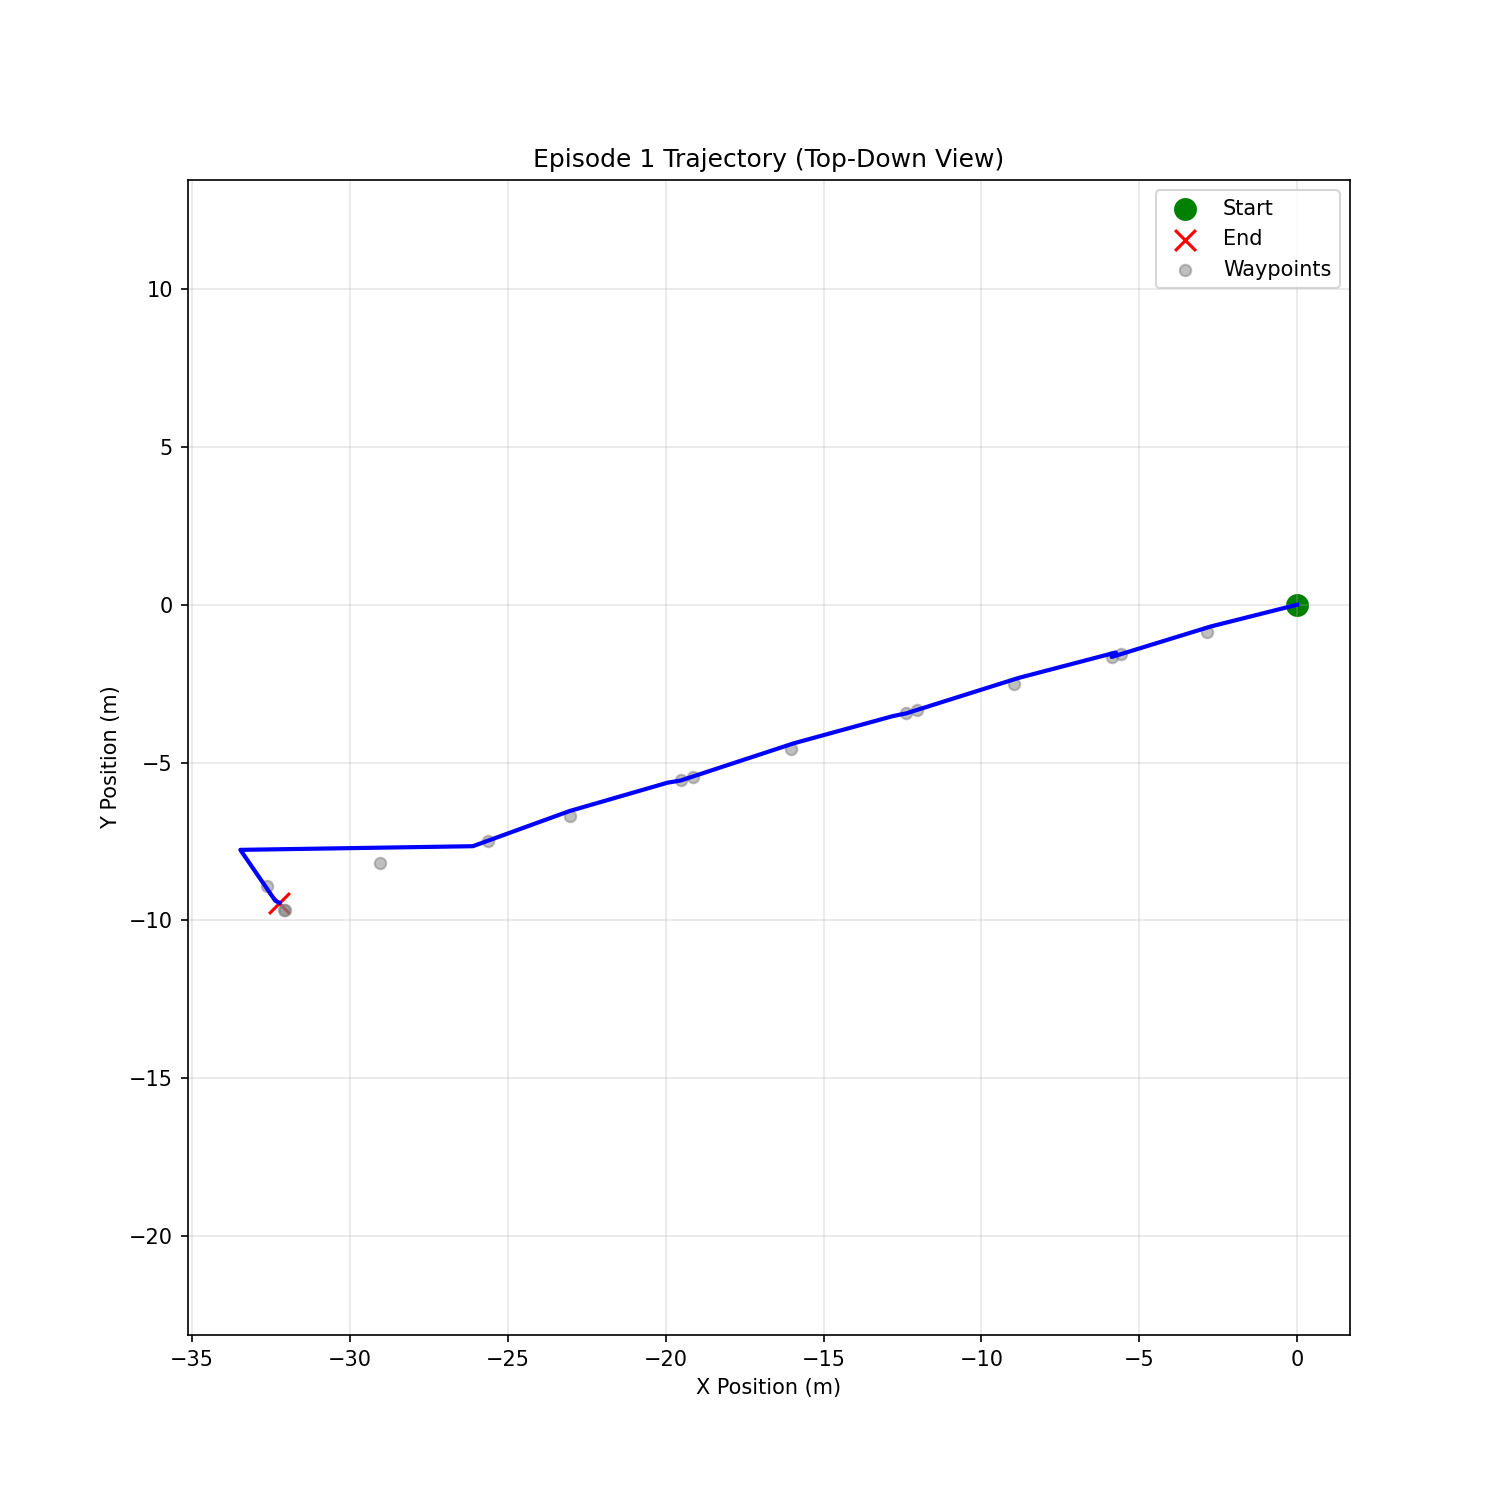 Episode 1 Trajectory (Top-Down View)
Start
End
Waypoints
10
5
0
−5
−10
−15
−20
Y Position (m)
−35
−30
−25
−20
−15
−10
−5
0
X Position (m)